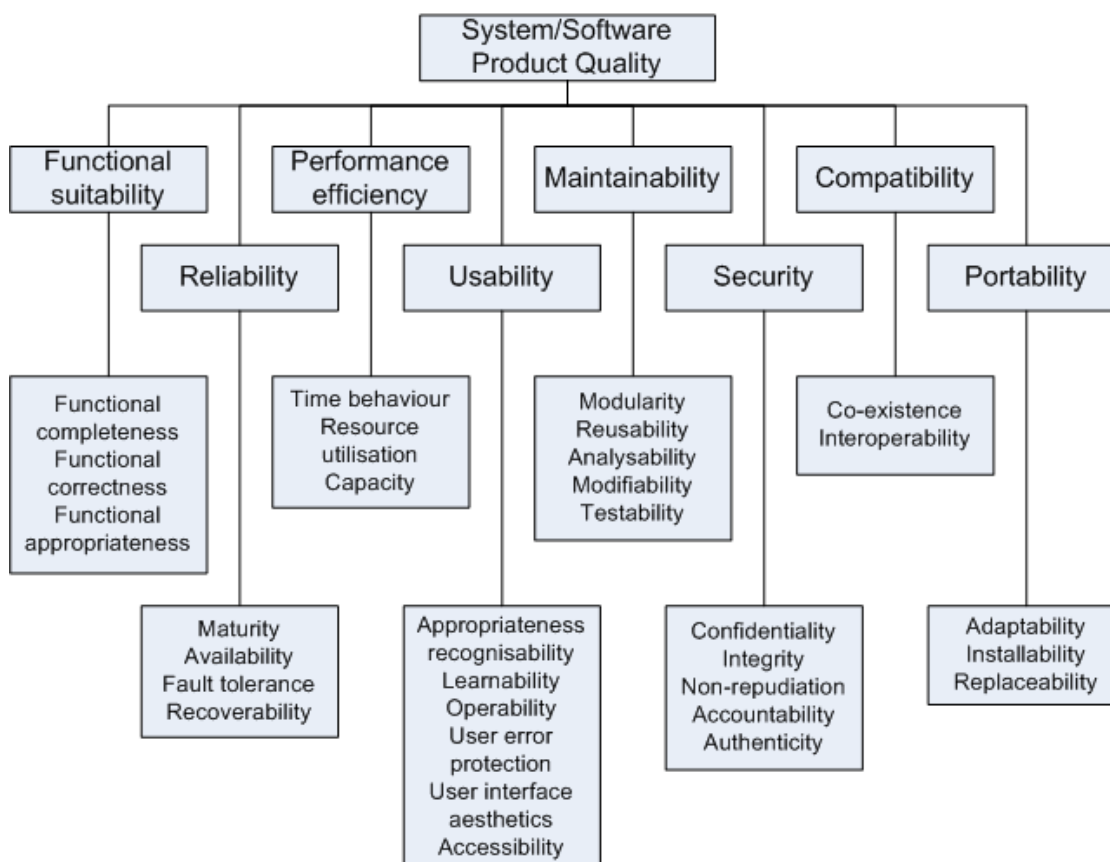 System/Software
Product Quality
Functional
suitability
Performance
efficiency
Maintainability
Compatibility
Reliability
Usability
Security
Portability
Functional
completeness
Functional
correctness
Functional
appropriateness
Time behaviour
Resource
utilisation
Capacity
Modularity
Reusability
Analysability
Modifiability
Testability
Co-existence
Interoperability
Maturity
Availability
Fault tolerance
Recoverability
Appropriateness
recognisability
Learnability
Operability
User error
protection
User interface
aesthetics
Accessibility
Confidentiality
Integrity
Non-repudiation
Accountability
Authenticity
Adaptability
Installability
Replaceability